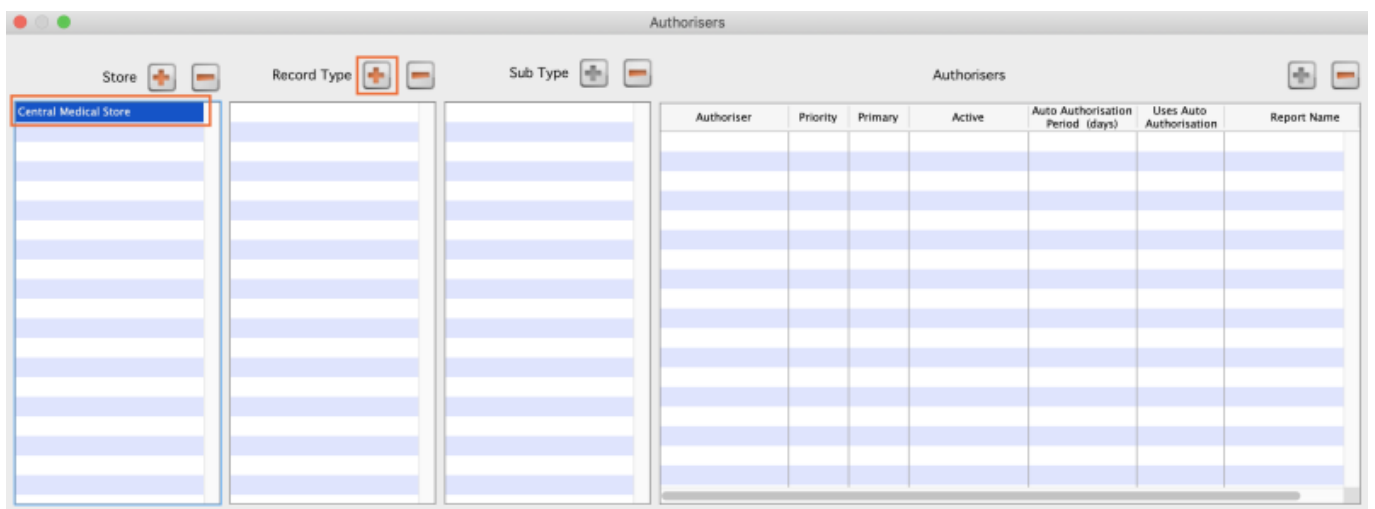 Authorisers
Store
Record Type
Sub Type
Authorisers
Central Medical Store
Authoriser
Priority
Primary
Active
Auto Authorisation
Period (days)
Uses Auto
Authorisation
Report Name